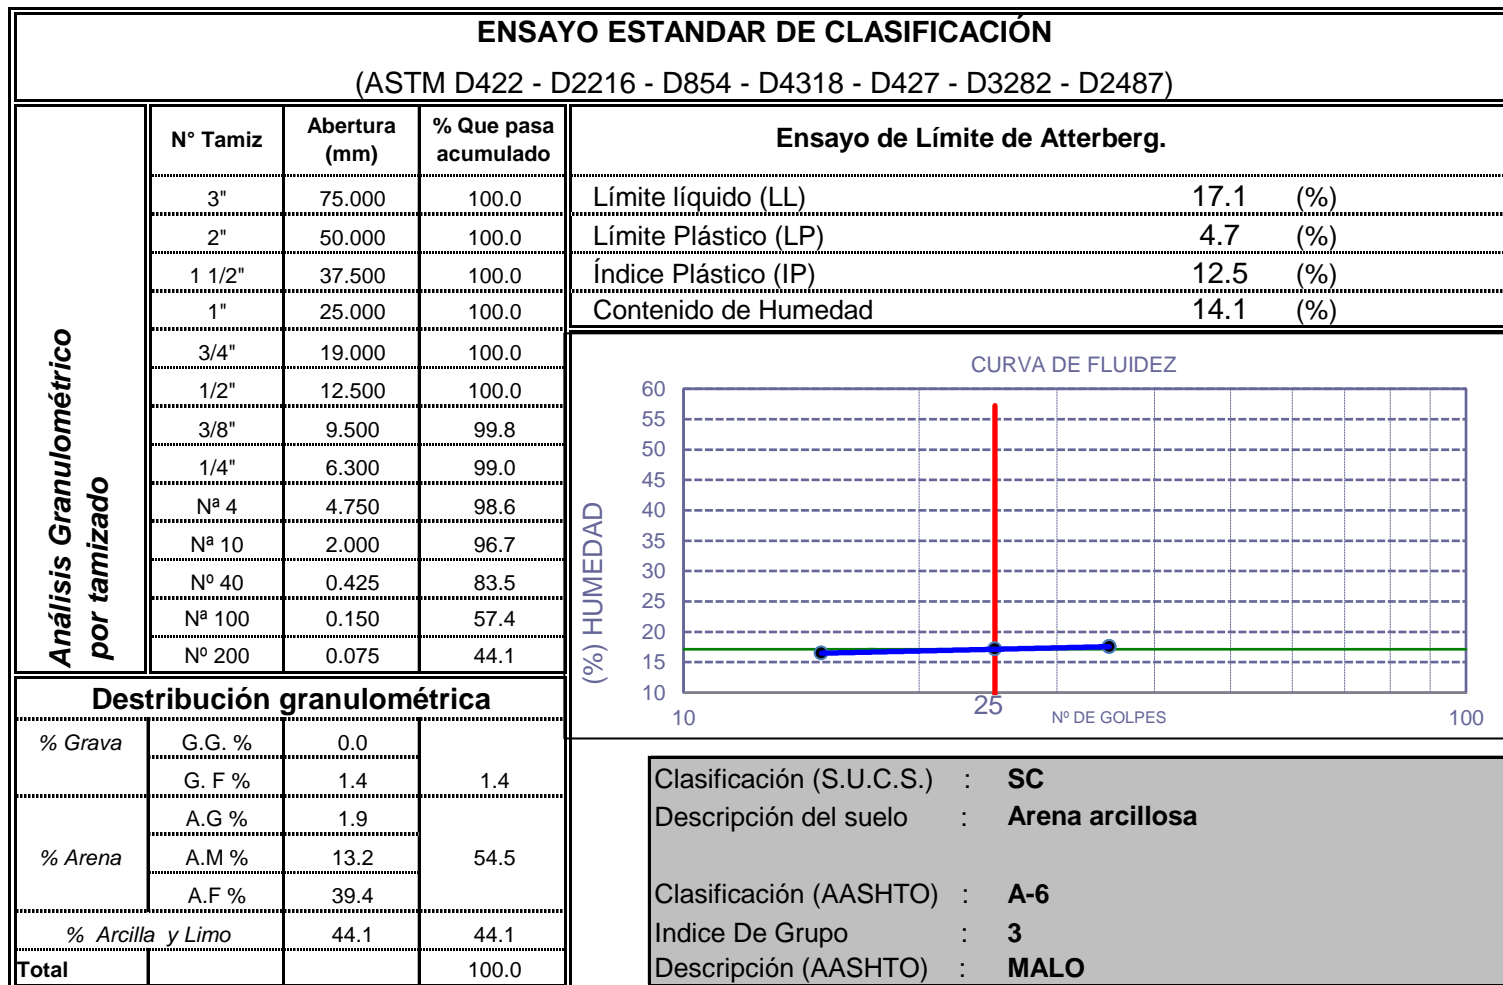 ENSAYO ESTANDAR DE CLASIFICACIÓN
(ASTM D422 - D2216 - D854 - D4318 - D427 - D3282 - D2487)
Análisis Granulométrico
por tamizado
N° Tamiz Abertura (mm) % Que pasa acumulado
3" 75.000 100.0
2" 50.000 100.0
1 1/2" 37.500 100.0
1" 25.000 100.0
3/4" 19.000 100.0
1/2" 12.500 100.0
3/8" 9.500 99.8
1/4" 6.300 99.0
Nª 4 4.750 98.6
Nª 10 2.000 96.7
Nº 40 0.425 83.5
Nª 100 0.150 57.4
Nº 200 0.075 44.1
Destribución granulométrica
% Grava G.G. % 0.0
G. F % 1.4 1.4
A.G % 1.9
% Arena A.M % 13.2 54.5
A.F % 39.4
% Arcilla y Limo 44.1 44.1
Total 100.0
Ensayo de Límite de Atterberg.
Límite líquido (LL) 17.1 (%)
Límite Plástico (LP) 4.7 (%)
Índice Plástico (IP) 12.5 (%)
Contenido de Humedad 14.1 (%)
CURVA DE FLUIDEZ
(%) HUMEDAD
60
55
50
45
40
35
30
25
20
15
10
10 25 Nº DE GOLPES 100
Clasificación (S.U.C.S.) : SC
Descripción del suelo : Arena arcillosa
Clasificación (AASHTO) : A-6
Indice De Grupo : 3
Descripción (AASHTO) : MALO